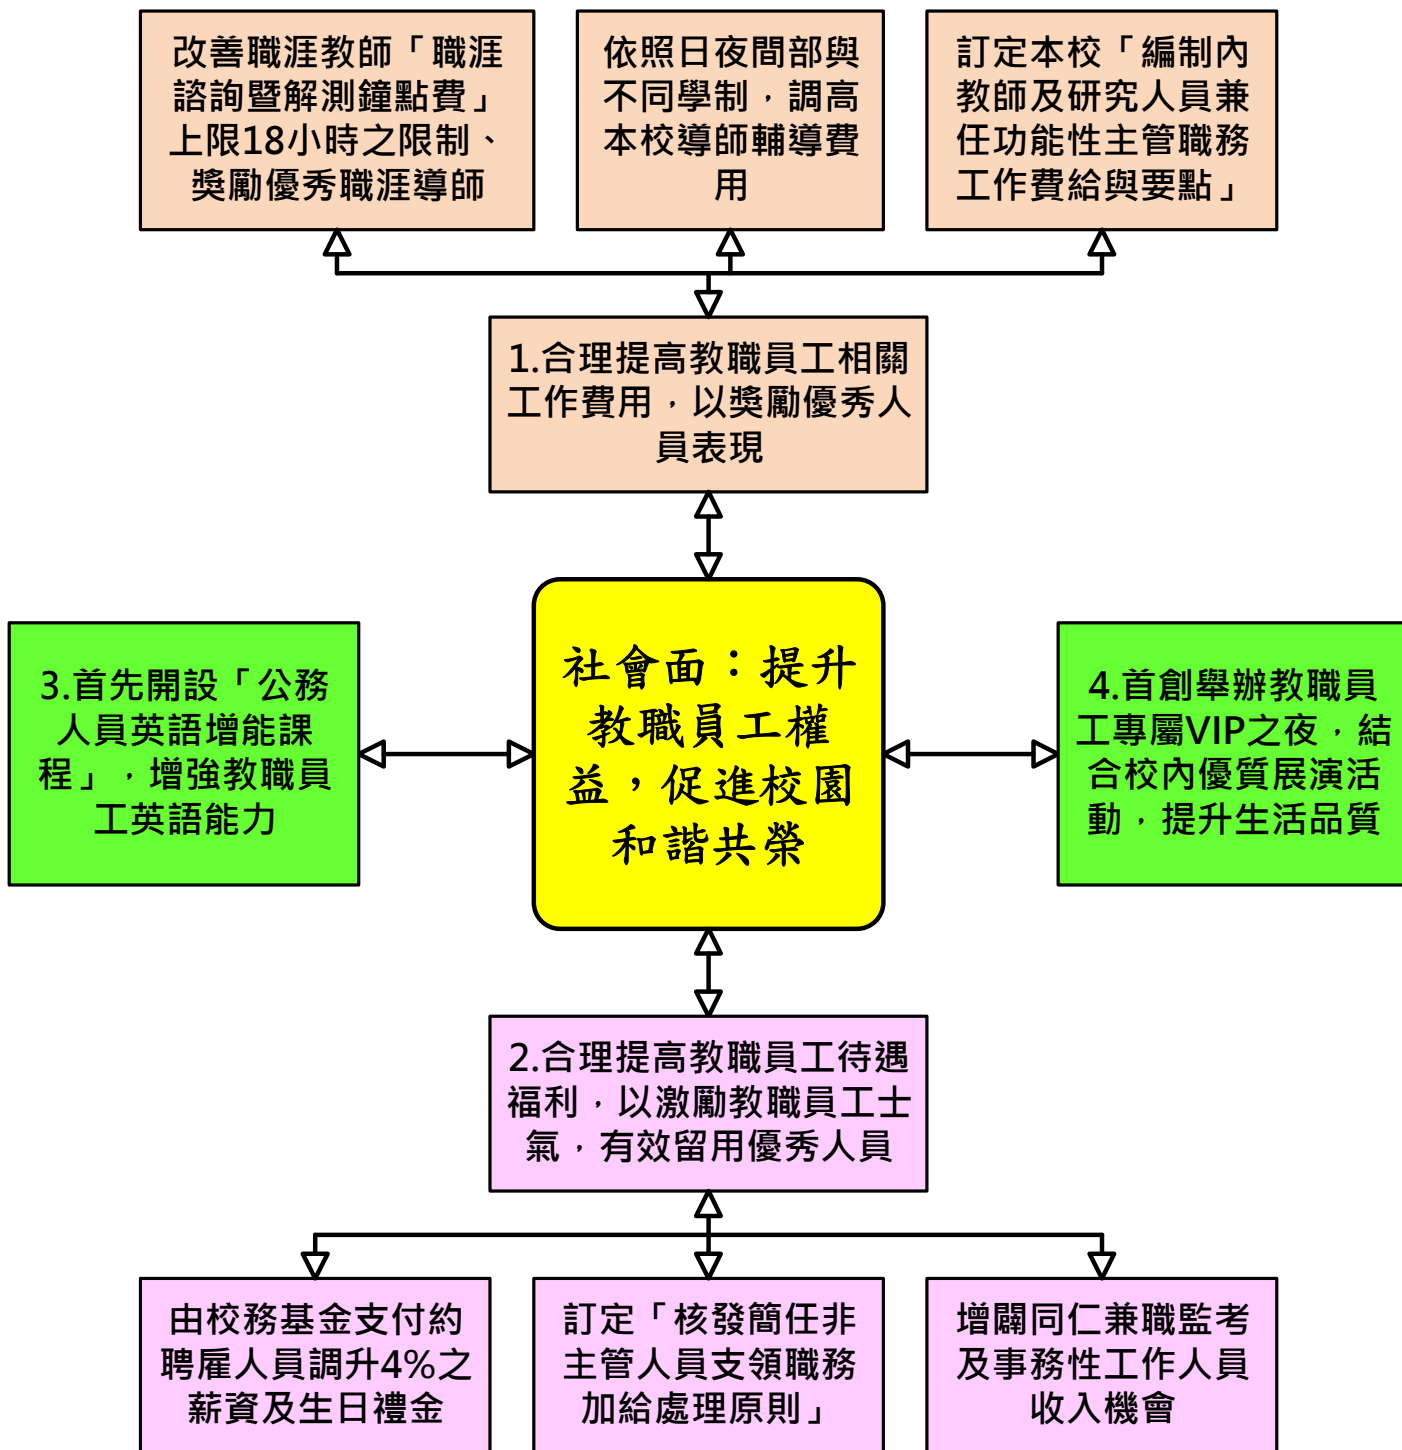 改善職涯教師「職涯
諮詢暨解測鐘點費」
上限18小時之限制、
獎勵優秀職涯導師
依照日夜間部與
不同學制，調高
本校導師輔導費
用
訂定本校「編制內
教師及研究人員兼
任功能性主管職務
工作費給與要點」
1.合理提高教職員工相關
工作費用，以獎勵優秀人
員表現
3.首先開設「公務
人員英語增能課
程」，增強教職員
工英語能力
社會面：提升
教職員工權
益，促進校園
和諧共榮
4.首創舉辦教職員
工專屬VIP之夜，結
合校內優質展演活
動，提升生活品質
2.合理提高教職員工待遇
福利，以激勵教職員工士
氣，有效留用優秀人員
由校務基金支付約
聘雇人員調升4%之
薪資及生日禮金
訂定「核發簡任非
主管人員支領職務
加給處理原則」
增闢同仁兼職監考
及事務性工作人員
收入機會